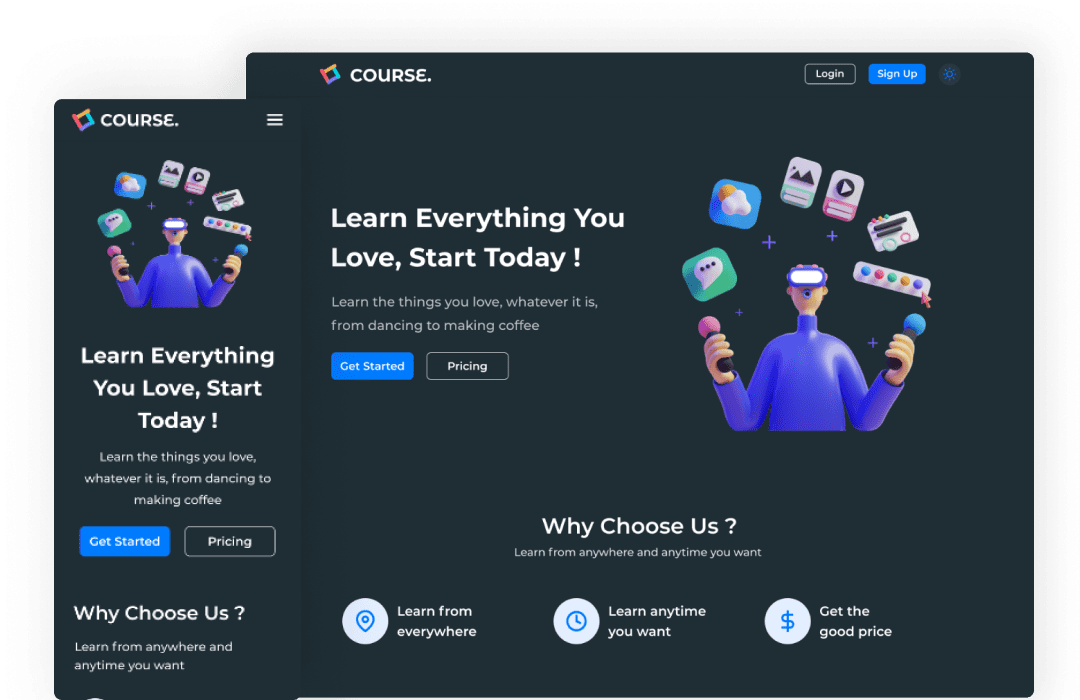 COURSE.
Login
Sign Up
Learn Everything You
Love, Start Today !
Learn the things you love, whatever it is,
from dancing to making coffee
Get Started
Pricing
Why Choose Us ?
Learn from anywhere and anytime you want
Learn from
everywhere
Learn anytime
you want
Get the
good price
COURSE.
Learn Everything
You Love, Start
Today !
Learn the things you love,
whatever it is, from dancing to
making coffee
Get Started
Pricing
Why Choose Us ?
Learn from anywhere and
anytime you want